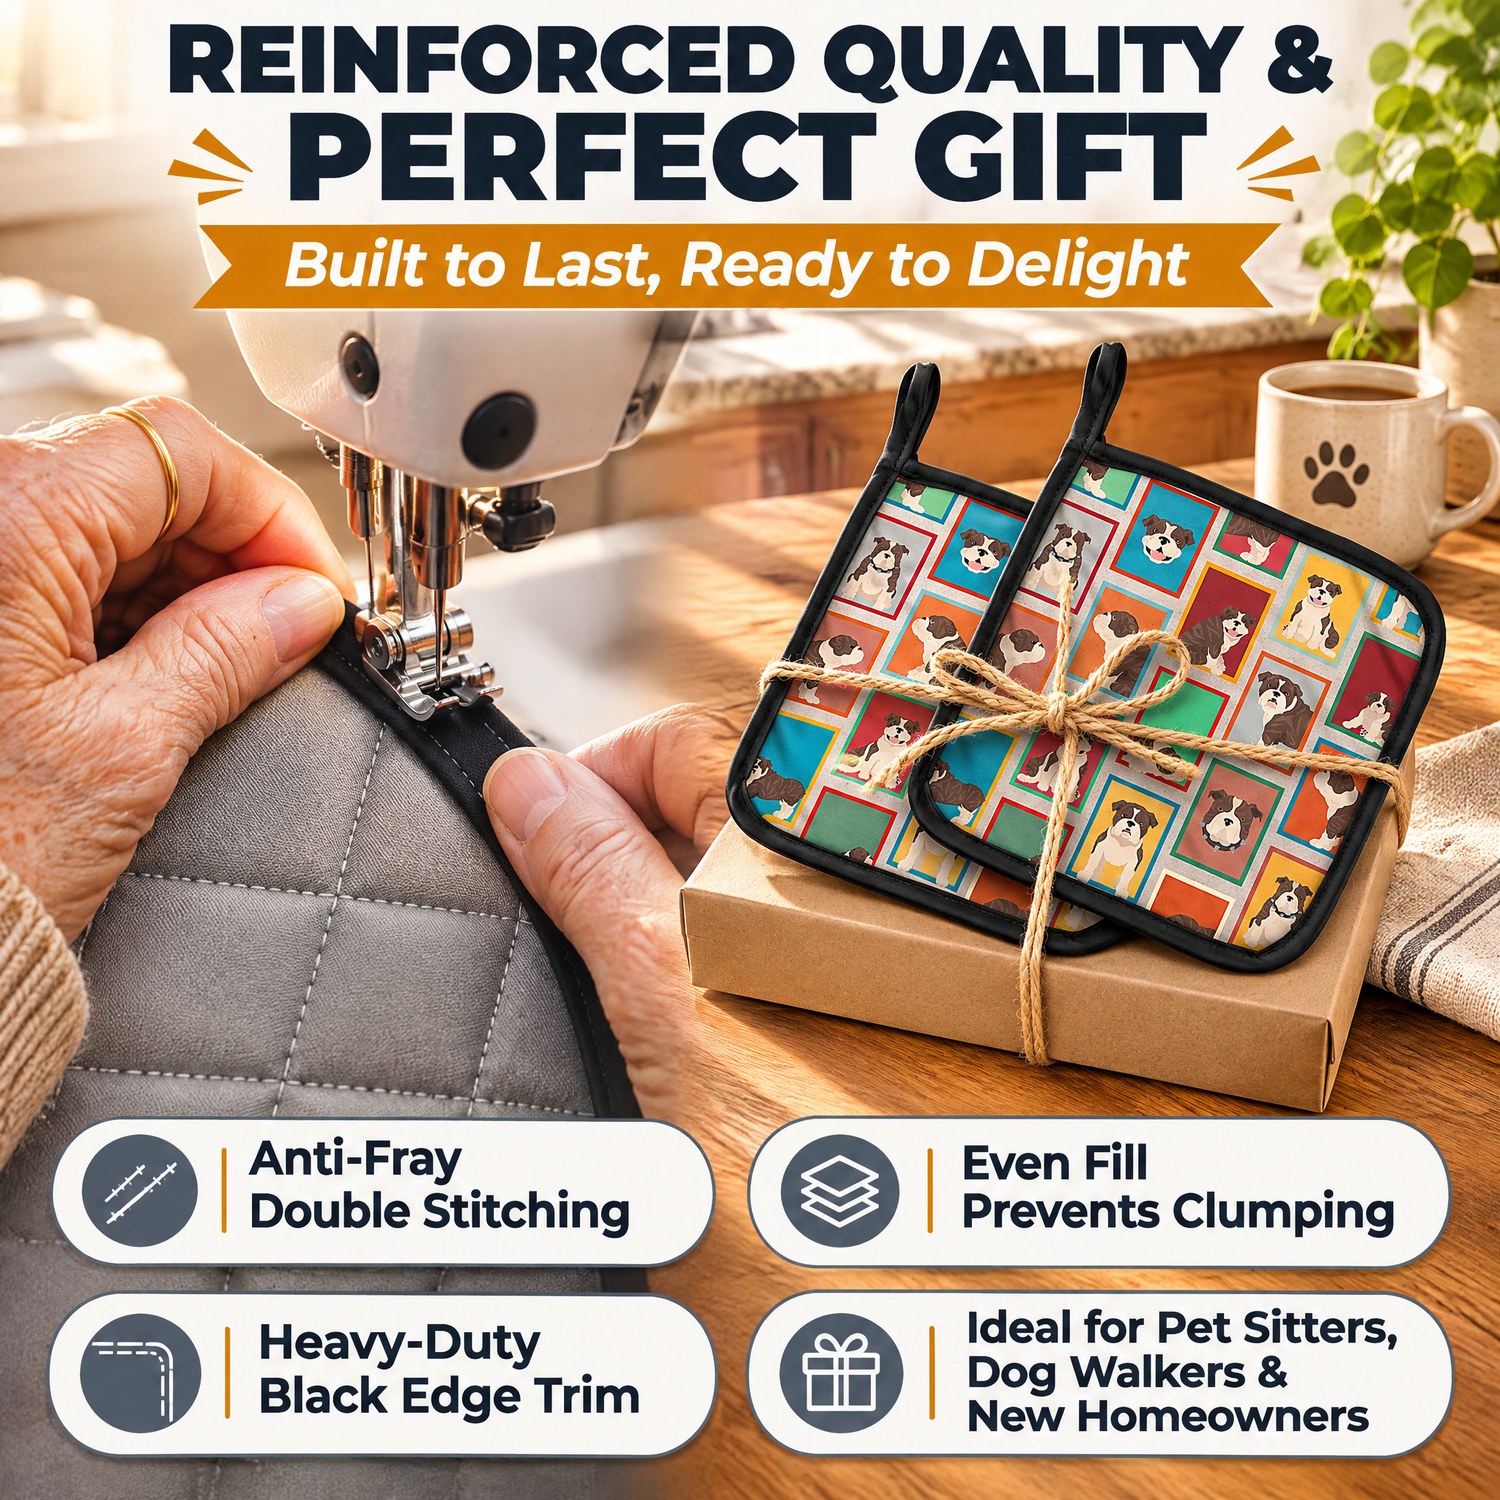 REINFORCED QUALITY &
PERFECT GIFT
Built to Last, Ready to Delight
Anti-Fray
Double Stitching
Even Fill
Prevents Clumping
Heavy-Duty
Black Edge Trim
Ideal for Pet Sitters,
Dog Walkers &
New Homeowners